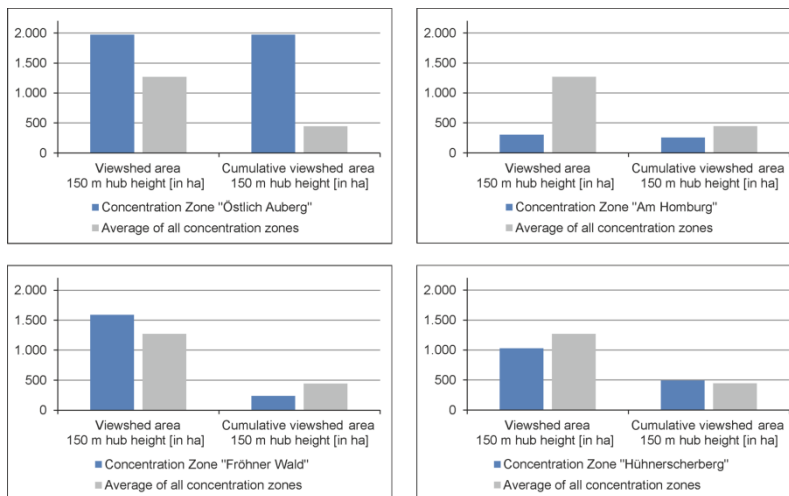 2.000
1.500
1.000
500
0
Viewshed area
150 m hub height [in ha]
Cumulative viewshed area
150 m hub height [in ha]
Concentration Zone "Östlich Auberg"
Average of all concentration zones
2.000
1.500
1.000
500
0
Viewshed area
150 m hub height [in ha]
Cumulative viewshed area
150 m hub height [in ha]
Concentration Zone "Am Homburg"
Average of all concentration zones
2.000
1.500
1.000
500
0
Viewshed area
150 m hub height [in ha]
Cumulative viewshed area
150 m hub height [in ha]
Concentration Zone "Fröhner Wald"
Average of all concentration zones
2.000
1.500
1.000
500
0
Viewshed area
150 m hub height [in ha]
Cumulative viewshed area
150 m hub height [in ha]
Concentration Zone "Hühnerscherberg"
Average of all concentration zones